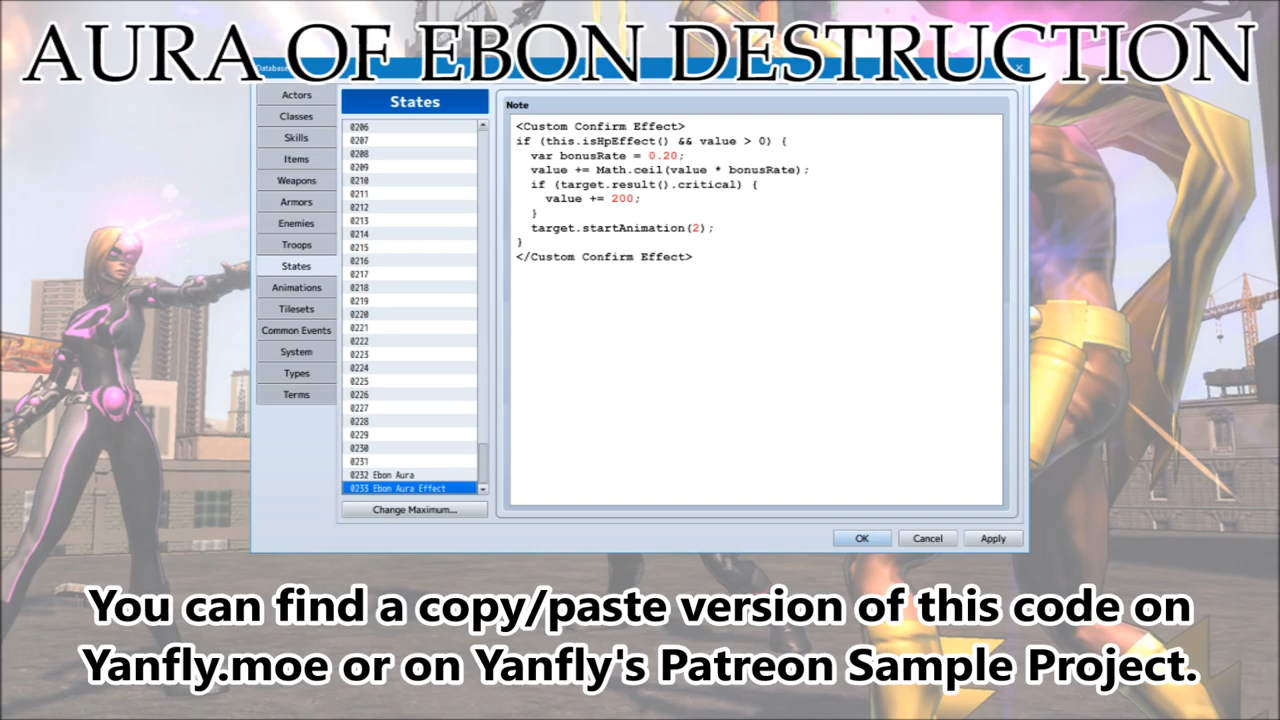 AURA OF EBON DESTRUCTION
Database
Actors
Classes
Skills
Items
Weapons
Armors
Enemies
Troops
States
Animations
Tilesets
Common Events
System
Types
Terms
States
0206
0207
0208
0209
0210
0211
0212
0213
0214
0215
0216
0217
0218
0219
0220
0221
0222
0223
0224
0225
0226
0227
0228
0229
0230
0231
0232 Ebon Aura
0233 Ebon Aura Effect
Change Maximum...
Note
<Custom Confirm Effect>
if (this.isHpEffect() && value > 0) {
  var bonusRate = 0.20;
  value += Math.ceil(value * bonusRate);
  if (target.result().critical) {
    value += 200;
  }
  target.startAnimation(2);
}
</Custom Confirm Effect>
OK
Cancel
Apply
You can find a copy/paste version of this code on
Yanfly.moe or on Yanfly's Patreon Sample Project.